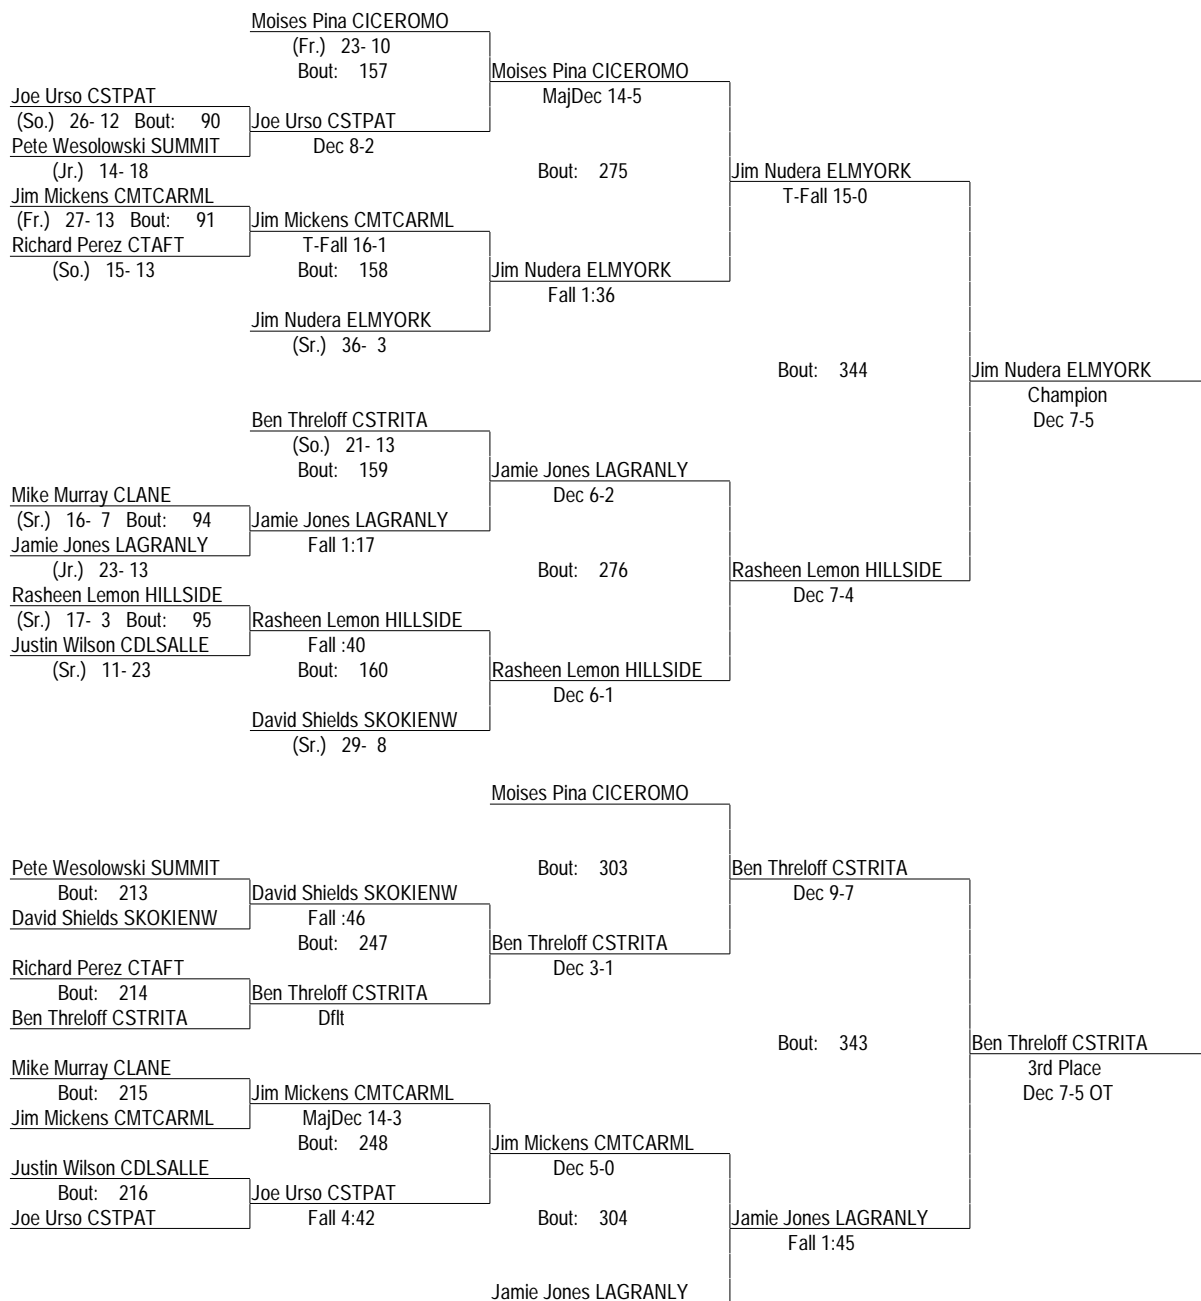 Moises Pina CICEROMO
(Fr.) 23- 10
Bout: 157
Moises Pina CICEROMO
MajDec 14-5
Joe Urso CSTPAT
(So.) 26- 12 Bout: 90
Joe Urso CSTPAT
Dec 8-2
Pete Wesolowski SUMMIT
(Jr.) 14- 18
Bout: 275
Jim Nudera ELMYORK
T-Fall 15-0
Jim Mickens CMTCARML
(Fr.) 27- 13 Bout: 91
Jim Mickens CMTCARML
T-Fall 16-1
Bout: 158
Richard Perez CTAFT
(So.) 15- 13
Jim Nudera ELMYORK
Fall 1:36
Jim Nudera ELMYORK
(Sr.) 36- 3
Bout: 344
Jim Nudera ELMYORK
Champion
Dec 7-5
Ben Threloff CSTRITA
(So.) 21- 13
Bout: 159
Jamie Jones LAGRANLY
Dec 6-2
Mike Murray CLANE
(Sr.) 16- 7 Bout: 94
Jamie Jones LAGRANLY
Fall 1:17
Jamie Jones LAGRANLY
(Jr.) 23- 13
Bout: 276
Rasheen Lemon HILLSIDE
Dec 7-4
Rasheen Lemon HILLSIDE
(Sr.) 17- 3 Bout: 95
Rasheen Lemon HILLSIDE
Fall :40
Bout: 160
Justin Wilson CDLSALLE
(Sr.) 11- 23
Rasheen Lemon HILLSIDE
Dec 6-1
David Shields SKOKIENW
(Sr.) 29- 8
Moises Pina CICEROMO
Bout: 303
Ben Threloff CSTRITA
Dec 9-7
Pete Wesolowski SUMMIT
Bout: 213
David Shields SKOKIENW
David Shields SKOKIENW
Fall :46
Bout: 247
Ben Threloff CSTRITA
Dec 3-1
Richard Perez CTAFT
Bout: 214
Ben Threloff CSTRITA
Ben Threloff CSTRITA
Dflt
Bout: 343
Ben Threloff CSTRITA
3rd Place
Dec 7-5 OT
Mike Murray CLANE
Bout: 215
Jim Mickens CMTCARML
Jim Mickens CMTCARML
MajDec 14-3
Bout: 248
Jim Mickens CMTCARML
Dec 5-0
Justin Wilson CDLSALLE
Bout: 216
Joe Urso CSTPAT
Joe Urso CSTPAT
Fall 4:42
Bout: 304
Jamie Jones LAGRANLY
Fall 1:45
Jamie Jones LAGRANLY